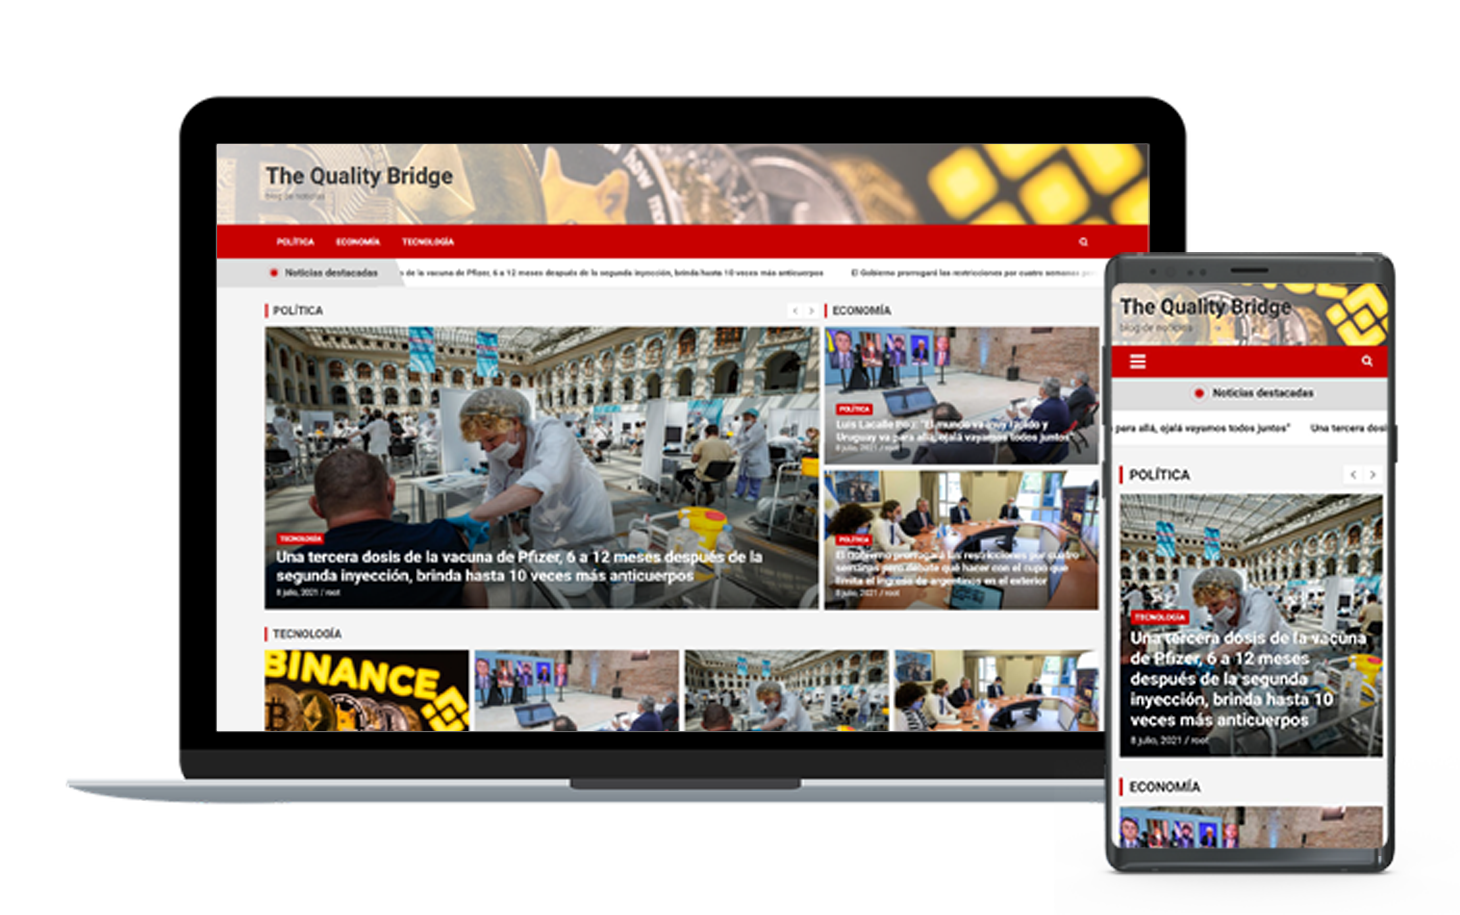 The Quality Bridge
blog de noticias
POLÍTICA ECONOMÍA TECNOLOGÍA
Noticias destacadas de la vacuna de Pfizer, 6 a 12 meses después de la segunda inyección, brinda hasta 10 veces más anticuerpos El Gobierno prorrogará las restricciones por cuatro semanas
POLÍTICA
TECNOLOGÍA
Una tercera dosis de la vacuna de Pfizer, 6 a 12 meses después de la
segunda inyección, brinda hasta 10 veces más anticuerpos
8 julio, 2021 / root
ECONOMÍA
POLÍTICA
Luis Lacalle Pou: "El mundo va muy rápido y
Uruguay va para allá, ojalá vayamos todos juntos"
8 julio, 2021 / root
POLÍTICA
El Gobierno prorrogará las restricciones por cuatro
semanas pero debate qué hacer con el cupo que
limita el ingreso de argentinos en el exterior
8 julio, 2021 / root
TECNOLOGÍA
BINANCE
The Quality Bridge
blog de noticias
Noticias destacadas
para allá, ojalá vayamos todos juntos" Una tercera dosi
POLÍTICA
TECNOLOGÍA
Una tercera dosis de la vacuna
de Pfizer, 6 a 12 meses
después de la segunda
inyección, brinda hasta 10
veces más anticuerpos
8 julio, 2021 / root
ECONOMÍA